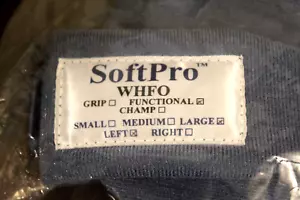 SoftPro™
WHFO
GRIP☐ FUNCTIONAL☑
CHAMP☐
SMALL☐ MEDIUM☐ LARGE☑
LEFT☑ RIGHT☐